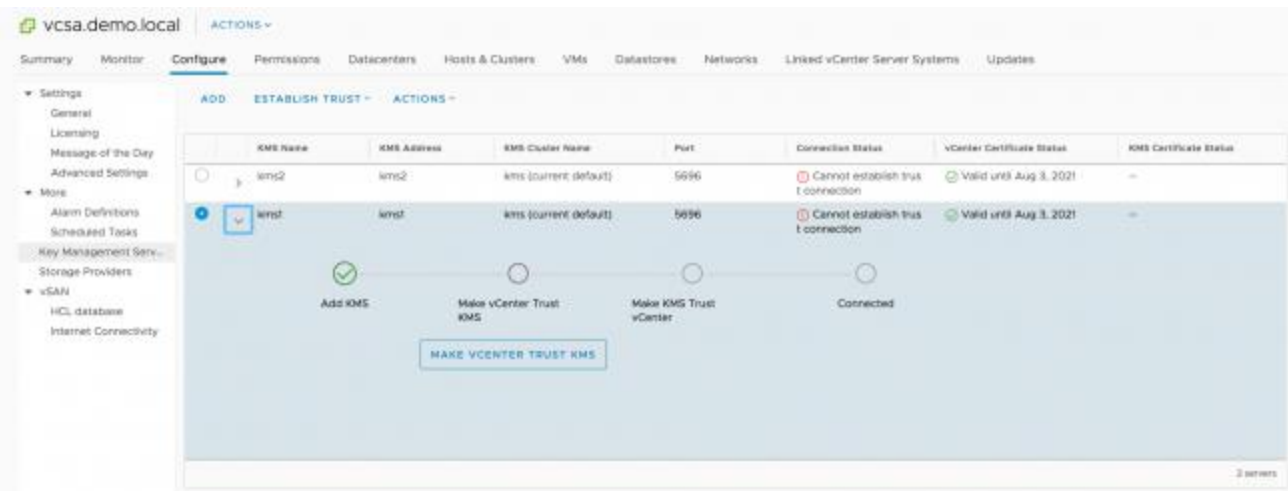 vcsa.demo.local ACTIONS
Summary Monitor Configure Permissions Datacenters Hosts & Clusters VMs Datastores Networks Linked vCenter Server Systems Updates
Settings
General
Licensing
Message of the Day
Advanced Settings
More
Alarm Definitions
Scheduled Tasks
Key Management Serv...
Storage Providers
vSAN
HCL database
Internet Connectivity
ADD ESTABLISH TRUST ACTIONS
KMS Name KMS Address KMS Cluster Name Port Connection Status vCenter Certificate Status KMS Certificate Status
kms2 kms2 kms (current default) 5696 Cannot establish trus Valid until Aug 3, 2021 --
t connection
kms1 kms1 kms (current default) 5696 Cannot establish trus Valid until Aug 3, 2021 --
t connection
Add KMS Make vCenter Trust Make KMS Trust Connected
KMS vCenter
MAKE VCENTER TRUST KMS
2 servers